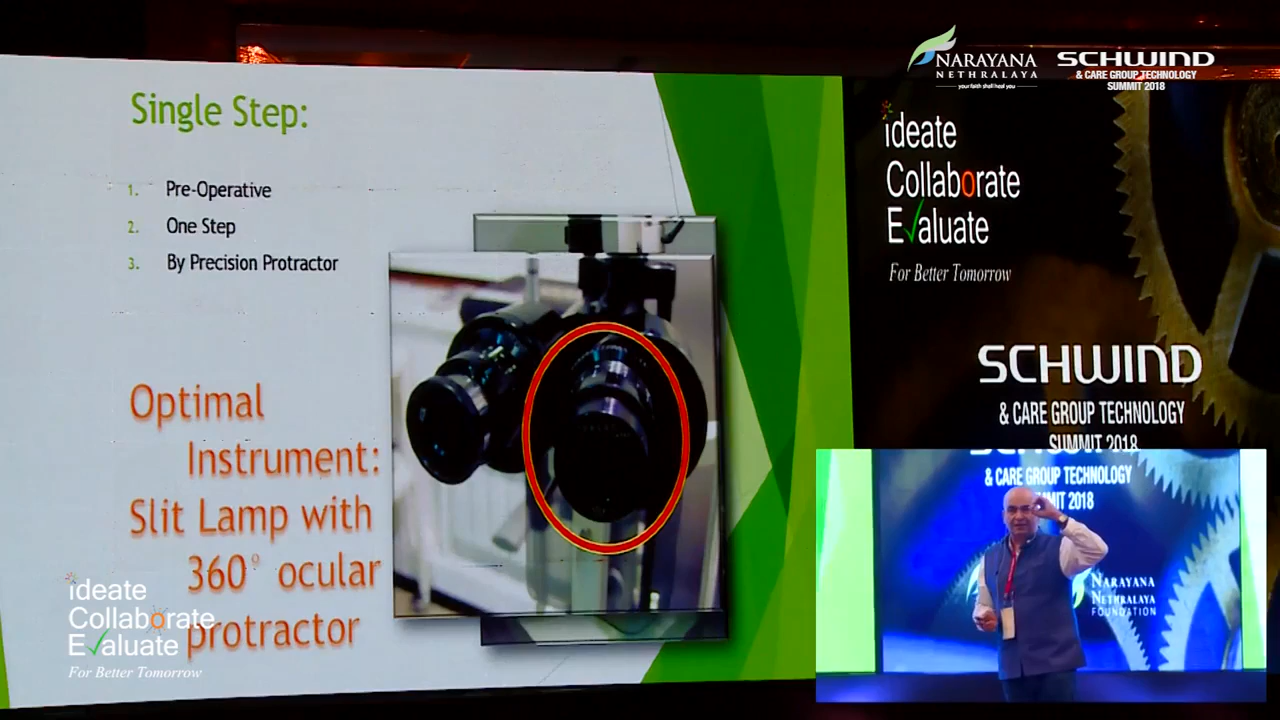 Single Step:
1. Pre-Operative
2. One Step
3. By Precision Protractor
Optimal
Instrument:
Slit Lamp with
360° ocular
protractor
ideate
Collaborate
Evaluate
For Better Tomorrow
NARAYANA
NETHRALAYA
your faith shall heal you
SCHWIND
& CARE GROUP TECHNOLOGY
SUMMIT 2018
ideate
Collaborate
Evaluate
For Better Tomorrow
SCHWIND
& CARE GROUP TECHNOLOGY
SUMMIT 2018
& CARE GROUP TECHNOLOGY
2018
NARAYANA
NETHRALAYA
FOUNDATION